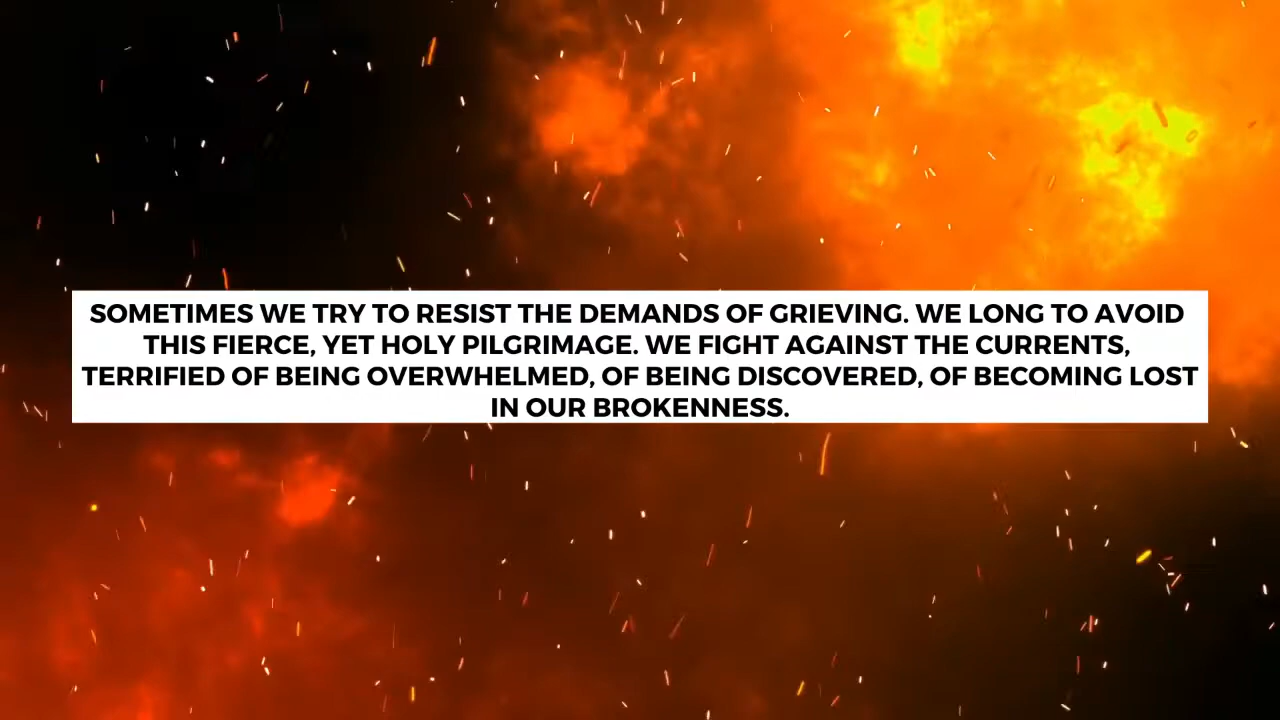 SOMETIMES WE TRY TO RESIST THE DEMANDS OF GRIEVING. WE LONG TO AVOID
THIS FIERCE, YET HOLY PILGRIMAGE. WE FIGHT AGAINST THE CURRENTS,
TERRIFIED OF BEING OVERWHELMED, OF BEING DISCOVERED, OF BECOMING LOST
IN OUR BROKENNESS.